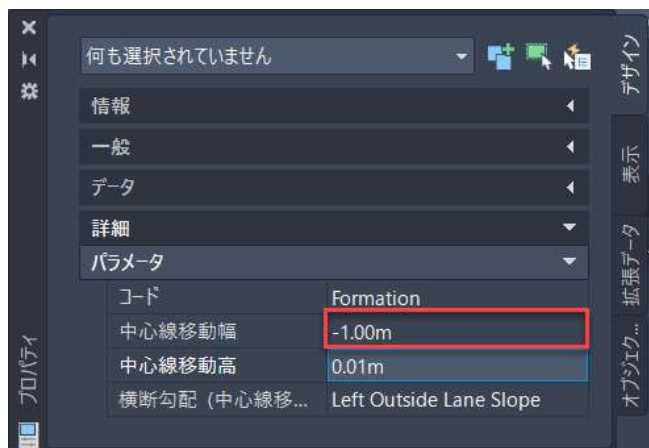 何も選択されていません
情報
一般
データ
詳細
パラメータ
コード Formation
中心線移動幅 -1.00m
中心線移動高 0.01m
横断勾配 (中心線移... Left Outside Lane Slope
デザイン
表示
拡張データ
オブジェク...
プロパティ